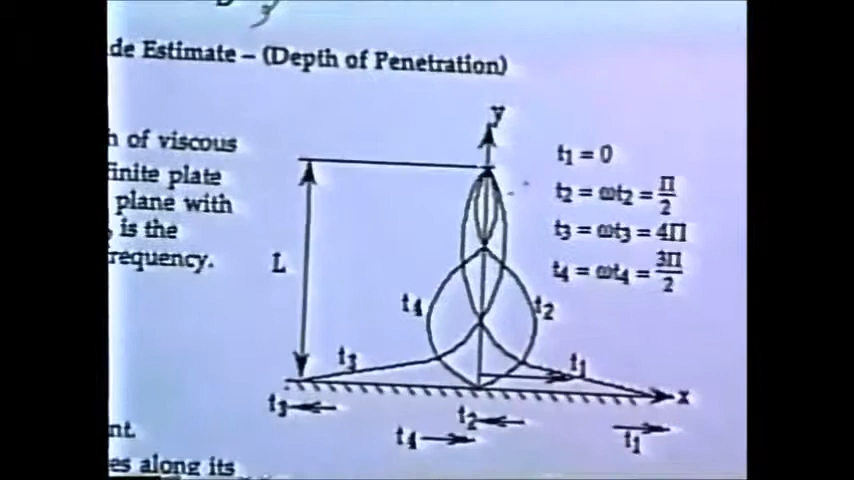 de Estimate – (Depth of Penetration)
h of viscous
finite plate
plane with
is the
requency.
y
t1 = 0
t2 = ωt2 = Π/2
t3 = ωt3 = 4Π
t4 = ωt4 = 3Π/2
L
t4
t2
t3
t1
x
t3
t2
t4
t1
nt.
es along its